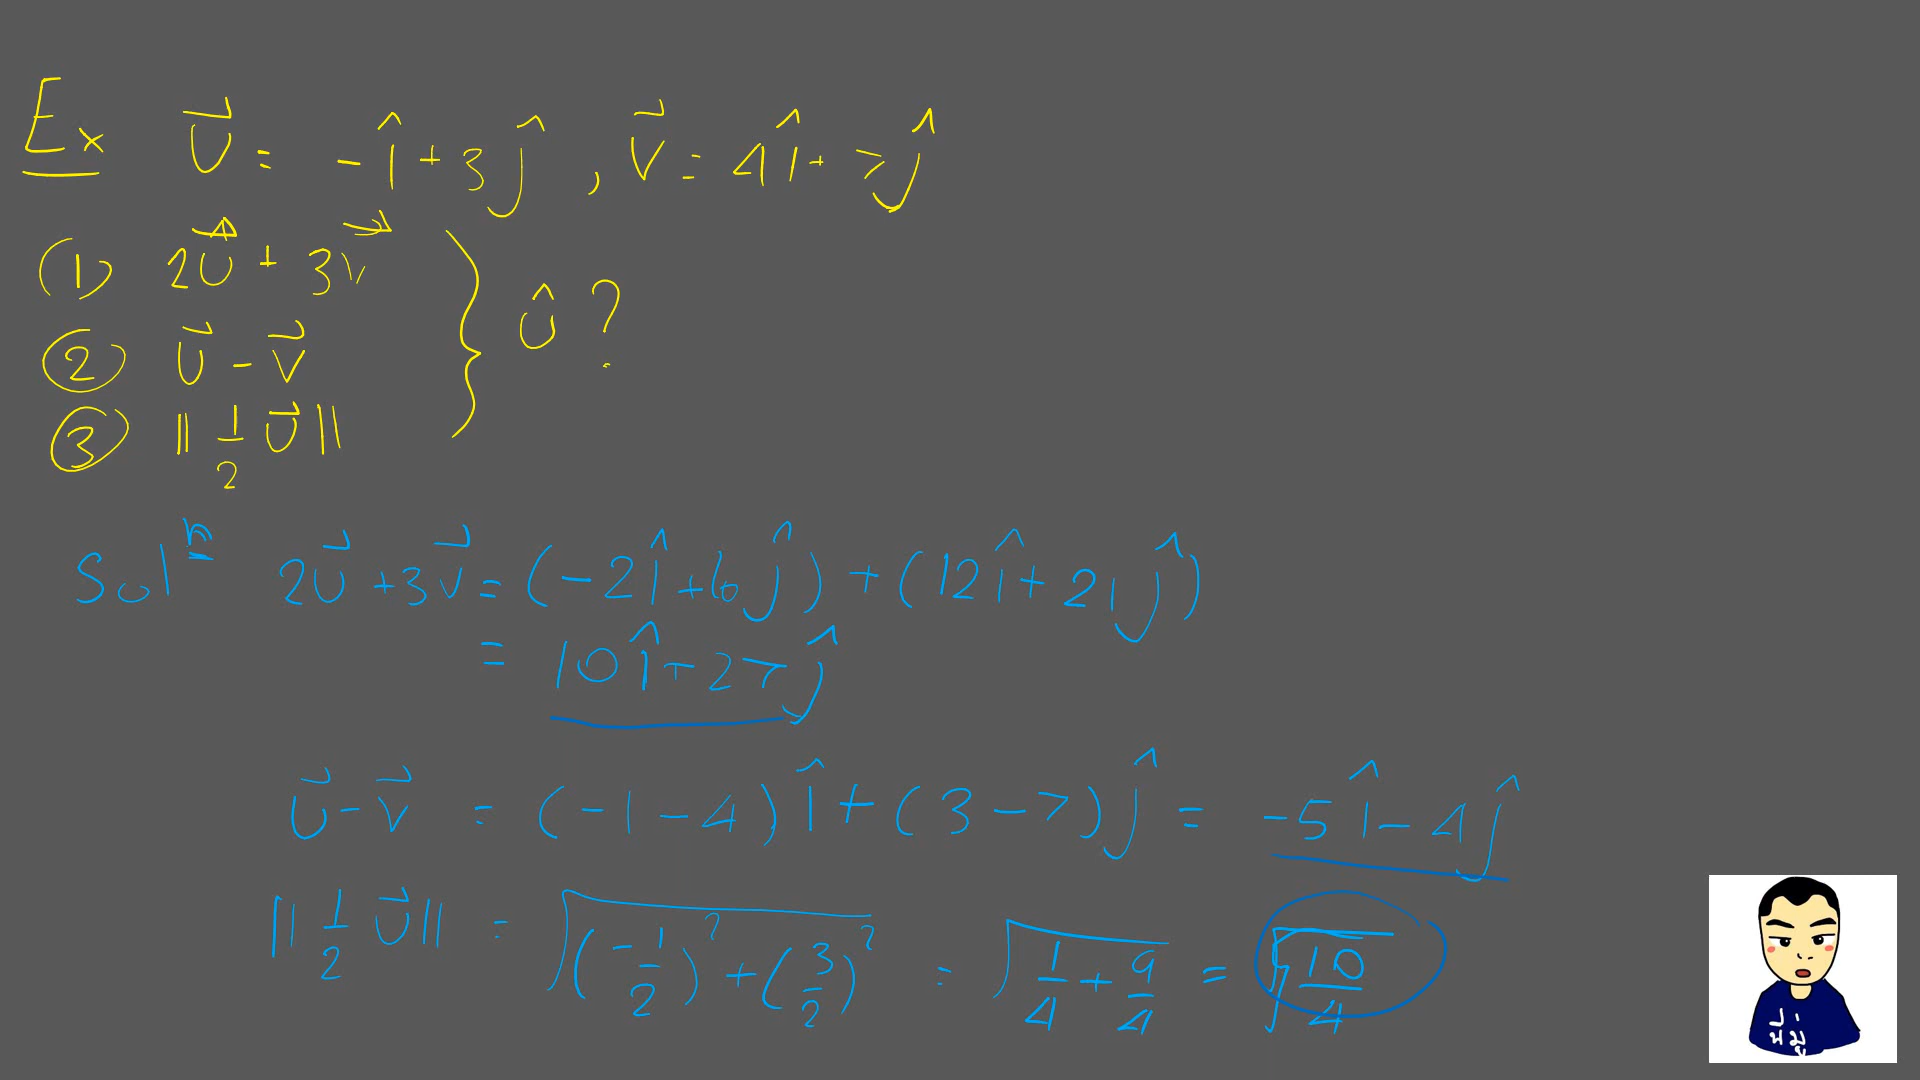 Ex u⃗ = -î + 3ĵ , v⃗ = 4î + 7ĵ
(1) 2u⃗ + 3v⃗
② u⃗ - v⃗
③ ‖ 1/2 u⃗ ‖
û ?
Solⁿ 2u⃗ + 3v⃗ = (-2î + 6ĵ) + (12î + 21ĵ)
= 10î + 27ĵ
u⃗ - v⃗ = (-1 - 4)î + (3 - 7)ĵ = -5î - 4ĵ
‖ 1/2 u⃗ ‖ = √((-1/2)² + (3/2)²) = √(1/4 + 9/4) = √(10/4)
พี่มู่